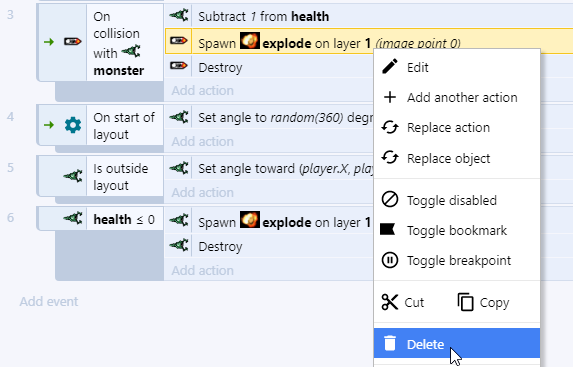 3
On collision with monster
Subtract 1 from health
Spawn explode on layer 1 (image point 0)
Destroy
Add action
4
On start of layout
Set angle to random(360) degr
Add action
5
Is outside layout
Set angle toward (player.X, play
Add action
6
health ≤ 0
Spawn explode on layer 1
Destroy
Add action
Add event
Edit
Add another action
Replace action
Replace object
Toggle disabled
Toggle bookmark
Toggle breakpoint
Cut
Copy
Delete